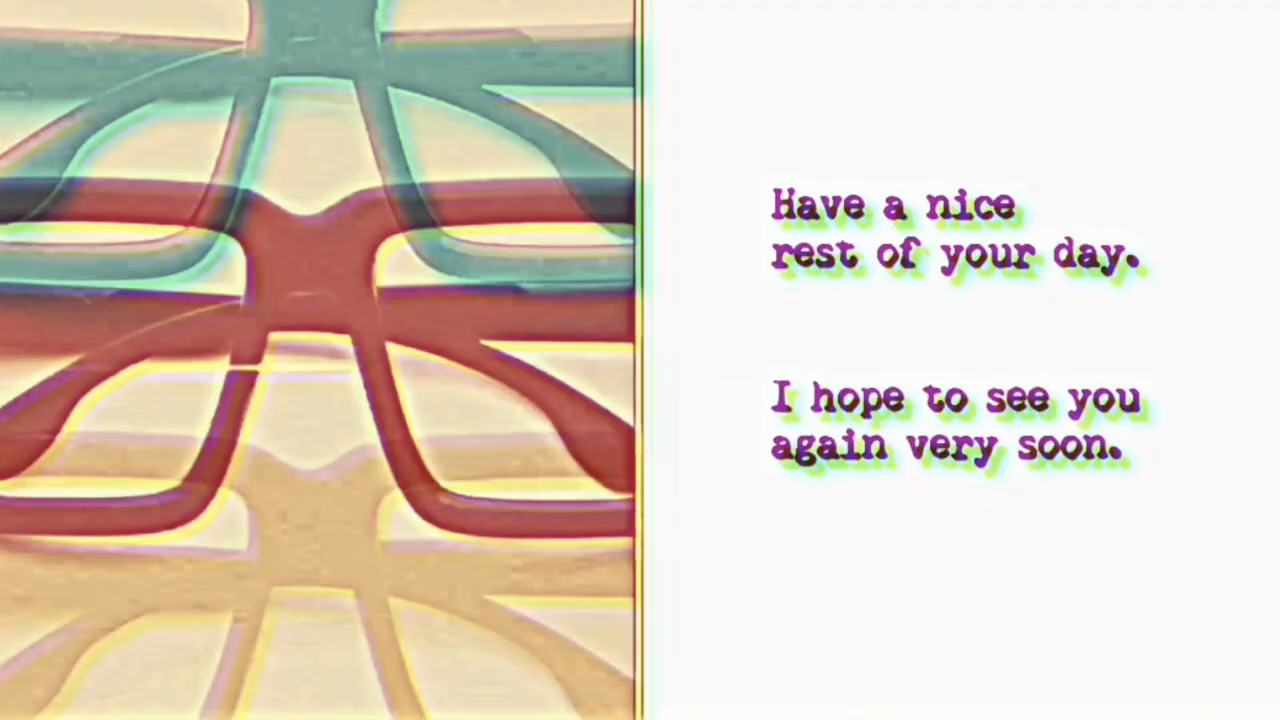 Have a nice
rest of your day.
I hope to see you
again very soon.